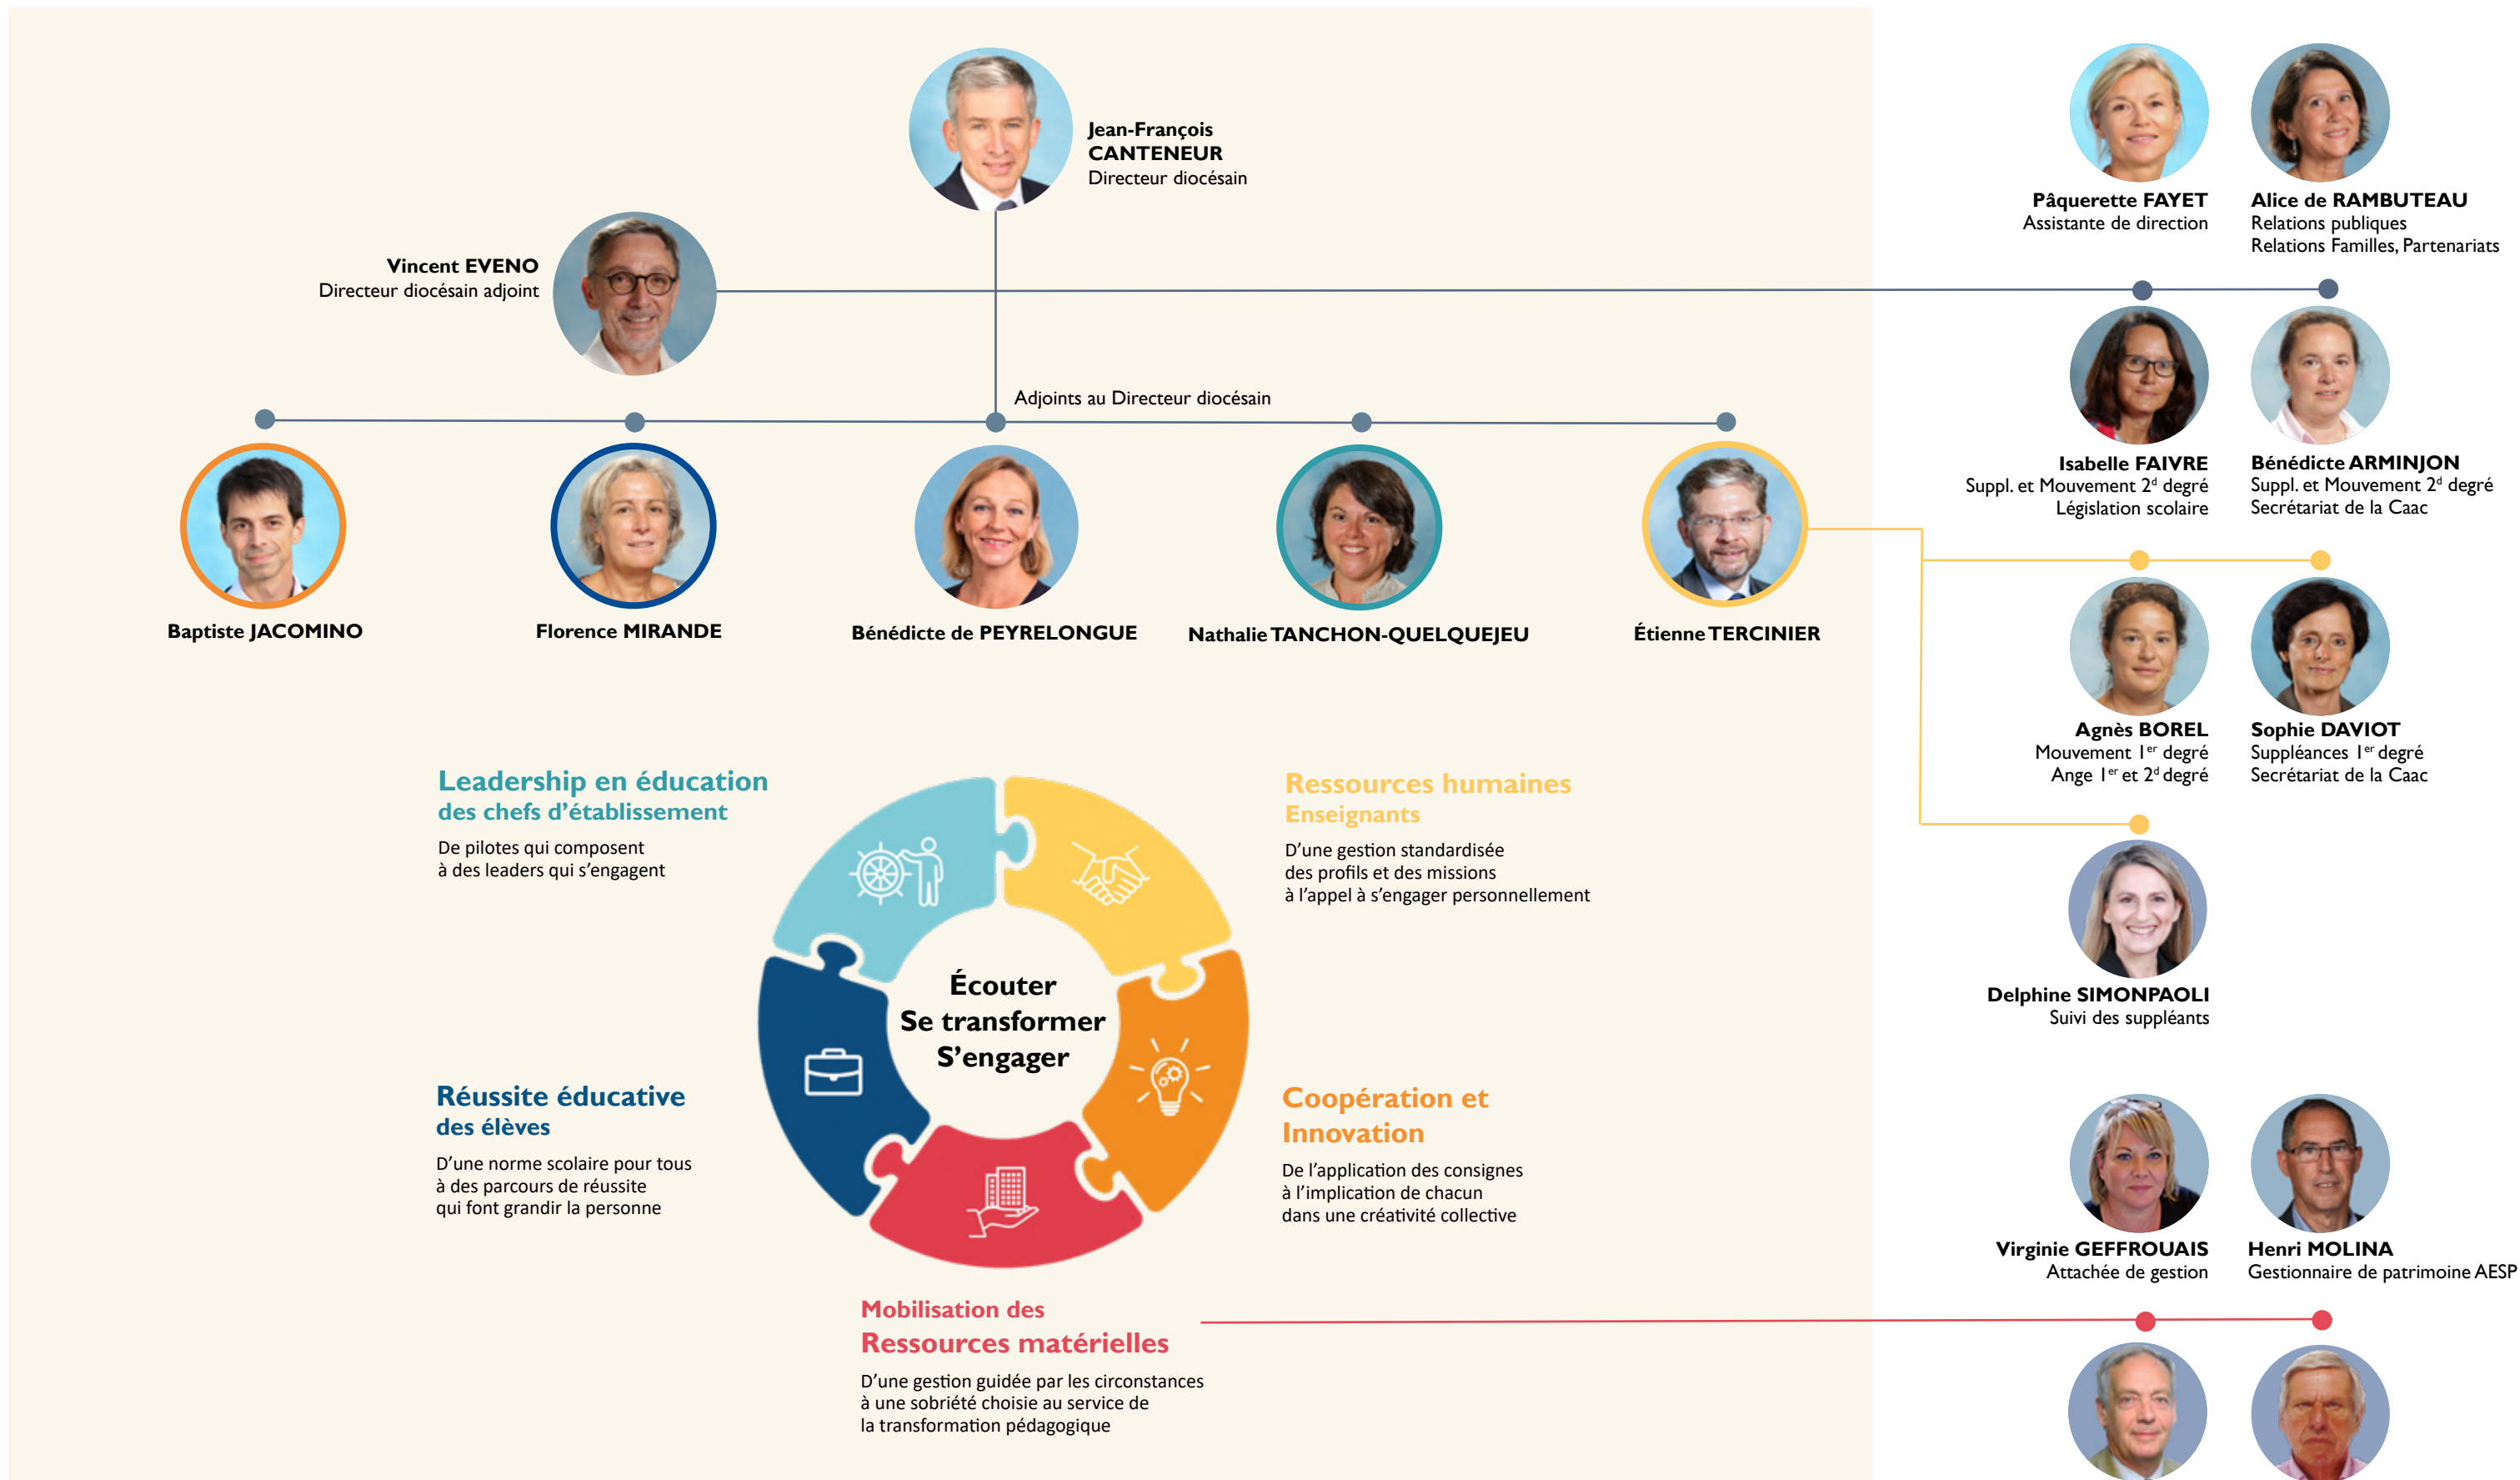 Jean-François
CANTENEUR
Directeur diocésain
Vincent EVENO
Directeur diocésain adjoint
Adjoints au Directeur diocésain
Baptiste JACOMINO
Florence MIRANDE
Bénédicte de PEYRELONGUE
Nathalie TANCHON-QUELQUEJEU
Étienne TERCINIER
Leadership en éducation
des chefs d’établissement
De pilotes qui composent
à des leaders qui s’engagent
Ressources humaines
Enseignants
D’une gestion standardisée
des profils et des missions
à l’appel à s’engager personnellement
Écouter
Se transformer
S’engager
Réussite éducative
des élèves
D’une norme scolaire pour tous
à des parcours de réussite
qui font grandir la personne
Coopération et
Innovation
De l’application des consignes
à l’implication de chacun
dans une créativité collective
Mobilisation des
Ressources matérielles
D’une gestion guidée par les circonstances
à une sobriété choisie au service de
la transformation pédagogique
Pâquerette FAYET
Assistante de direction
Alice de RAMBUTEAU
Relations publiques
Relations Familles, Partenariats
Isabelle FAIVRE
Suppl. et Mouvement 2d degré
Législation scolaire
Bénédicte ARMINJON
Suppl. et Mouvement 2d degré
Secrétariat de la Caac
Agnès BOREL
Mouvement 1er degré
Ange 1er et 2d degré
Sophie DAVIOT
Suppléances 1er degré
Secrétariat de la Caac
Delphine SIMONPAOLI
Suivi des suppléants
Virginie GEFFROUAIS
Attachée de gestion
Henri MOLINA
Gestionnaire de patrimoine AESP